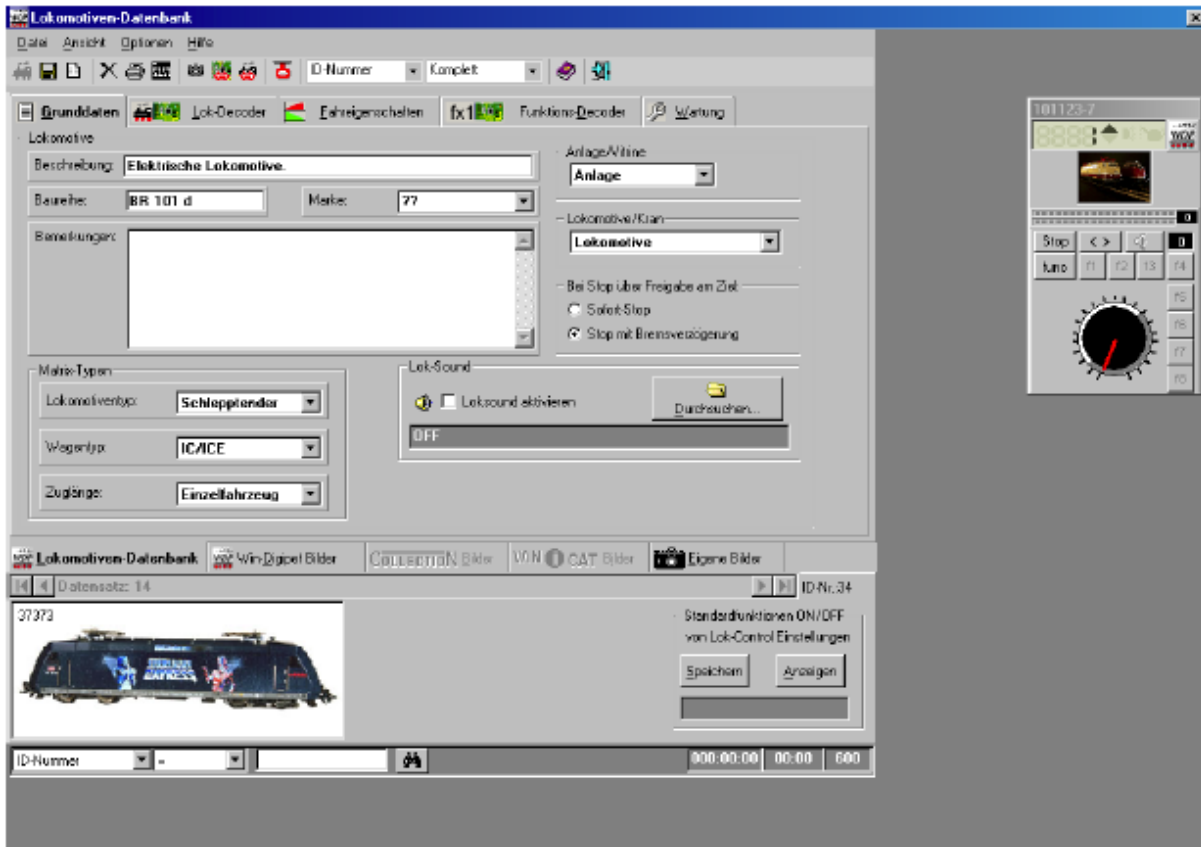 Lokomotiven-Datenbank
Datei Ansicht Optionen Hilfe
ID-Nummer Komplett
Grunddaten Lok-Decoder Fahreigenschaften fx1 Funktions-Decoder Wartung
Lokomotive
Beschreibung: Elektrische Lokomotive.
Baureihe: BR 101 d Marke: ??
Bemerkungen:
Anlage/Vitrine
Anlage
Lokomotive/Kran
Lokomotive
Bei Stop über Freigabe am Ziel
Sofort-Stop
Stop mit Bremsverzögerung
Matrix-Typen
Lokomotiventyp: Schlepptender
Wagentyp: IC/ICE
Zuglänge: Einzelfahrzeug
Lok-Sound
Loksound aktivieren
Durchsuchen...
OFF
Lokomotiven-Datenbank Win-Digipet Bilder COLLECTION Bilder VON CAT Bilder Eigene Bilder
Datensatz: 14 ID-Nr.:34
37373
Standardfunktionen ON/OFF
von Lok-Control Einstellungen
Speichern Anzeigen
ID-Nummer =
000:00:00 00:00 600
101123-7
0
Stop < > 0
func f1 f2 f3 f4
f5
f6
f7
f8